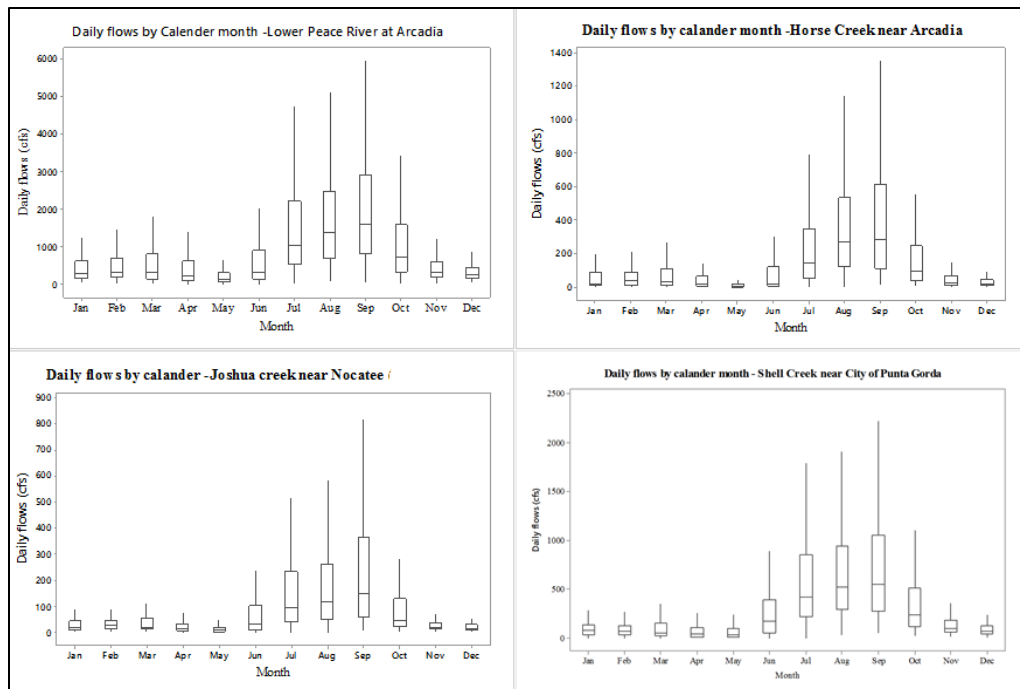 Daily flows by Calender month -Lower Peace River at Arcadia
Daily flows (cfs)
6000
5000
4000
3000
2000
1000
0
Jan Feb Mar Apr May Jun Jul Aug Sep Oct Nov Dec
Month
Daily flows by calander month -Horse Creek near Arcadia
Daily flows (cfs)
1400
1200
1,000
800
600
400
200
0
Jan Feb Mar Apr May Jun Jul Aug Sep Oct Nov Dec
Month
Daily flows by calander -Joshua creek near Nocatee (
Daily flows (cfs)
900
800
700
600
500
400
300
200
100
0
Jan Feb Mar Apr May Jun Jul Aug Sep Oct Nov Dec
Month
Daily flows by calander month - Shell Creek near City of Punta Gorda
Daily flows (cfs)
2500
2000
1500
1000
500
0
Jan Feb Mar Apr May Jun Jul Aug Sep Oct Nov Dec
Month